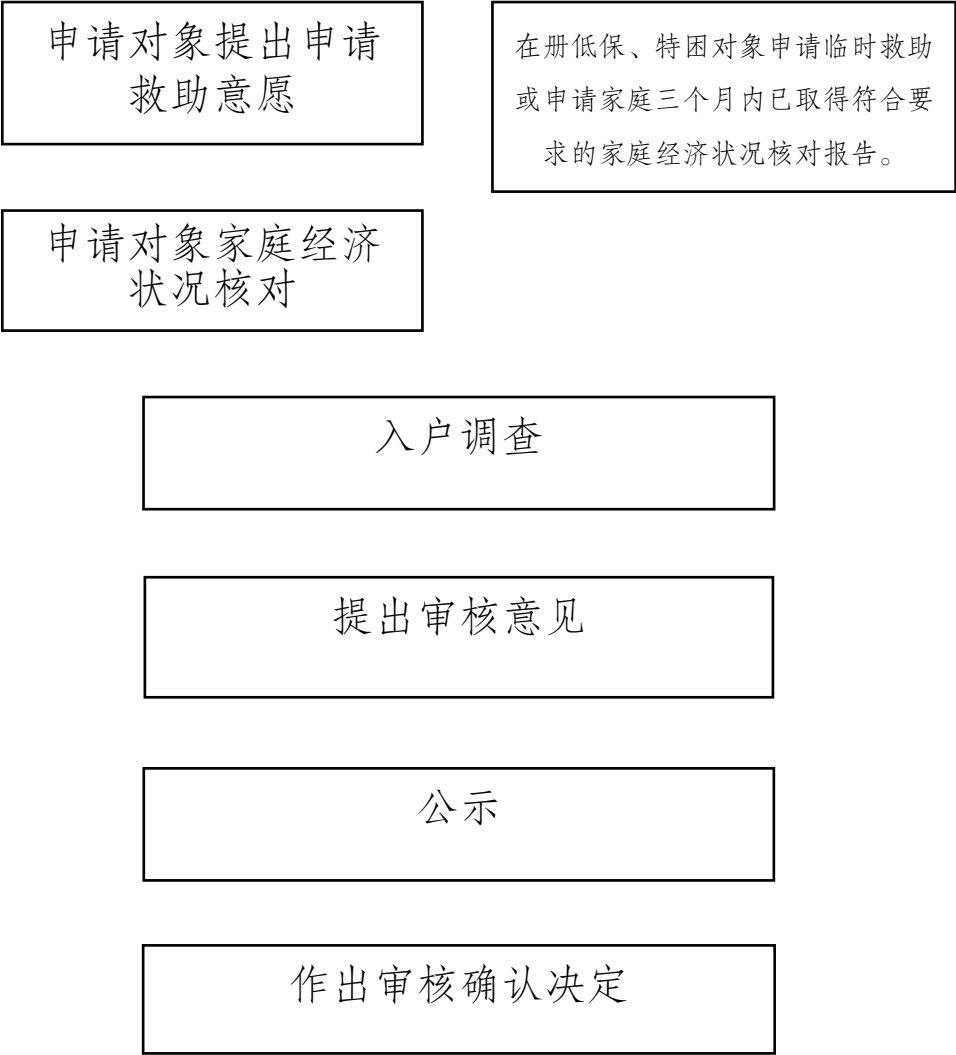 申请对象提出申请
救助意愿
在册低保、特困对象申请临时救助
或申请家庭三个月内已取得符合要
求的家庭经济状况核对报告。
申请对象家庭经济
状况核对
入户调查
提出审核意见
公示
作出审核确认决定